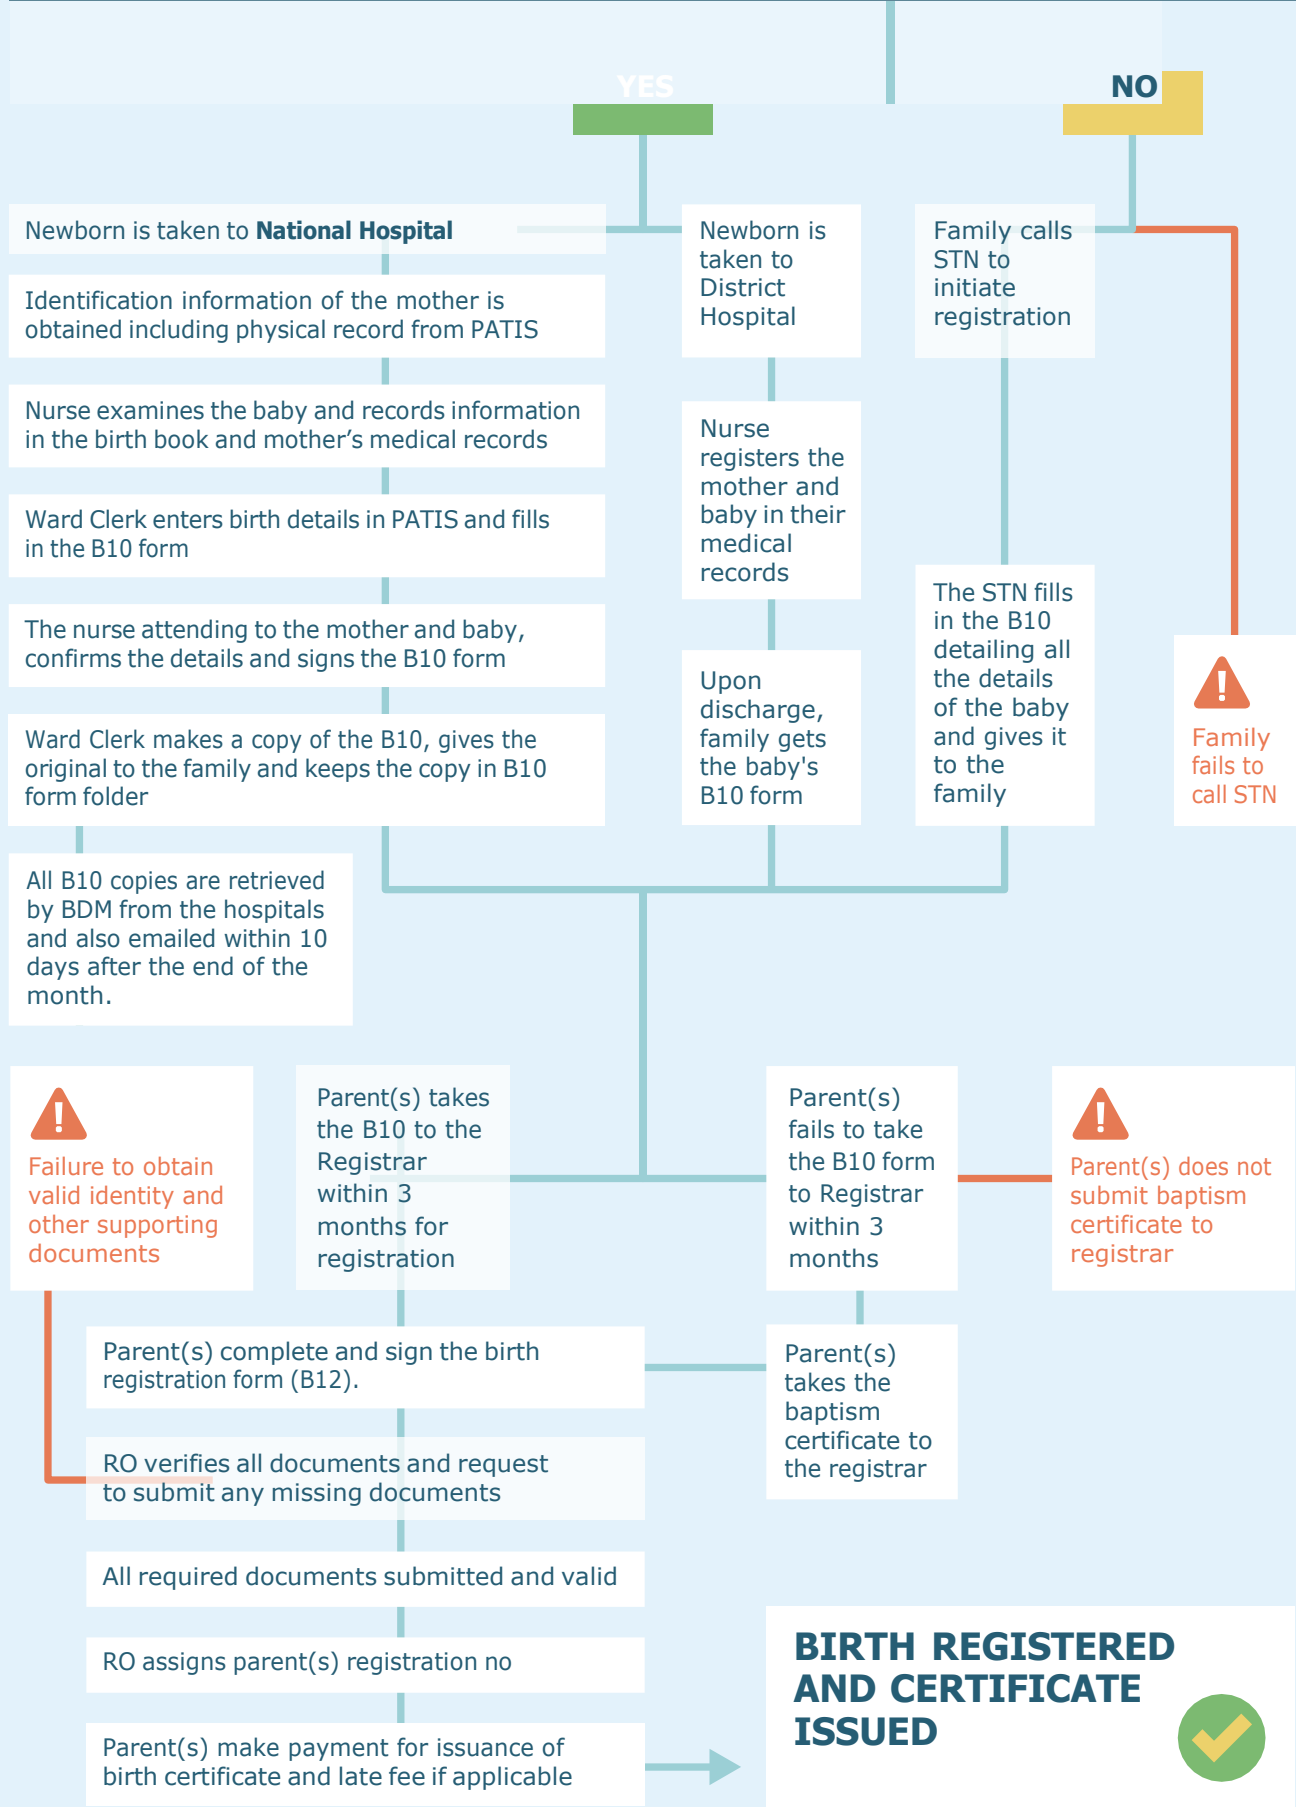 YES
NO
Newborn is taken to National Hospital
Identification information of the mother is
obtained including physical record from PATIS
Nurse examines the baby and records information
in the birth book and mother’s medical records
Ward Clerk enters birth details in PATIS and fills
in the B10 form
The nurse attending to the mother and baby,
confirms the details and signs the B10 form
Ward Clerk makes a copy of the B10, gives the
original to the family and keeps the copy in B10
form folder
All B10 copies are retrieved
by BDM from the hospitals
and also emailed within 10
days after the end of the
month.
Newborn is
taken to
District
Hospital
Nurse
registers the
mother and
baby in their
medical
records
Upon
discharge,
family gets
the baby's
B10 form
Family calls
STN to
initiate
registration
The STN fills
in the B10
detailing all
the details
of the baby
and gives it
to the
family
Family
fails to
call STN
Failure to obtain
valid identity and
other supporting
documents
Parent(s) takes
the B10 to the
Registrar
within 3
months for
registration
Parent(s)
fails to take
the B10 form
to Registrar
within 3
months
Parent(s) does not
submit baptism
certificate to
registrar
Parent(s) complete and sign the birth
registration form (B12).
Parent(s)
takes the
baptism
certificate to
the registrar
RO verifies all documents and request
to submit any missing documents
All required documents submitted and valid
RO assigns parent(s) registration no
Parent(s) make payment for issuance of
birth certificate and late fee if applicable
BIRTH REGISTERED
AND CERTIFICATE
ISSUED